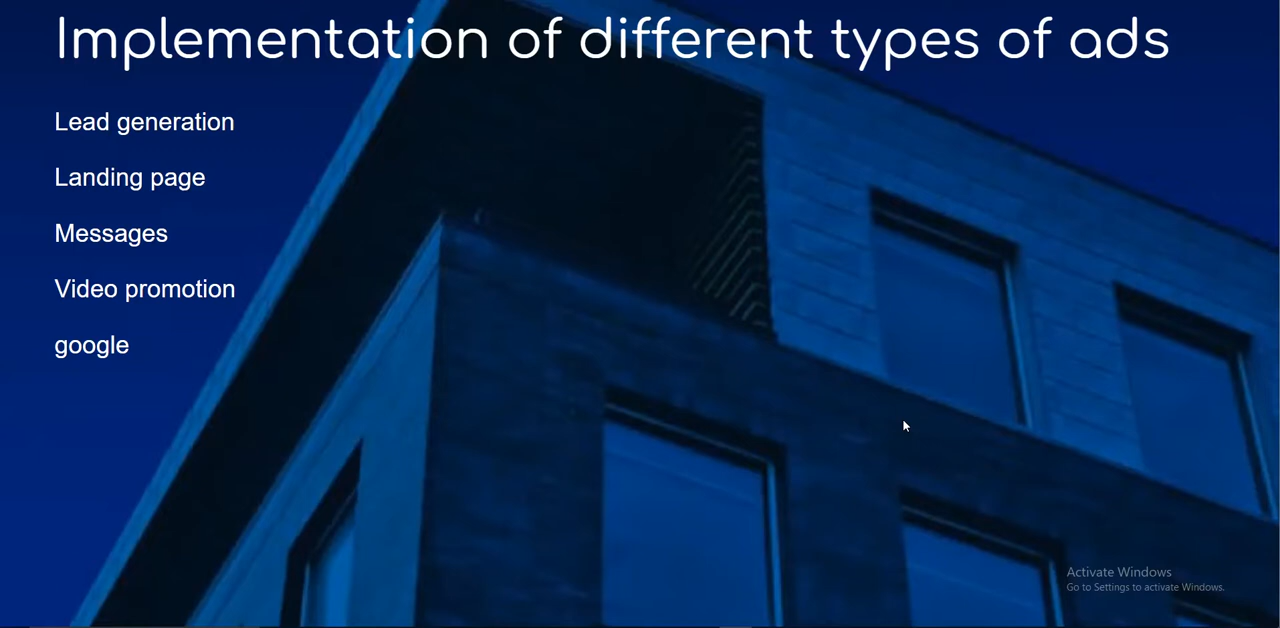 Implementation of different types of ads
Lead generation
Landing page
Messages
Video promotion
google
Activate Windows
Go to Settings to activate Windows.